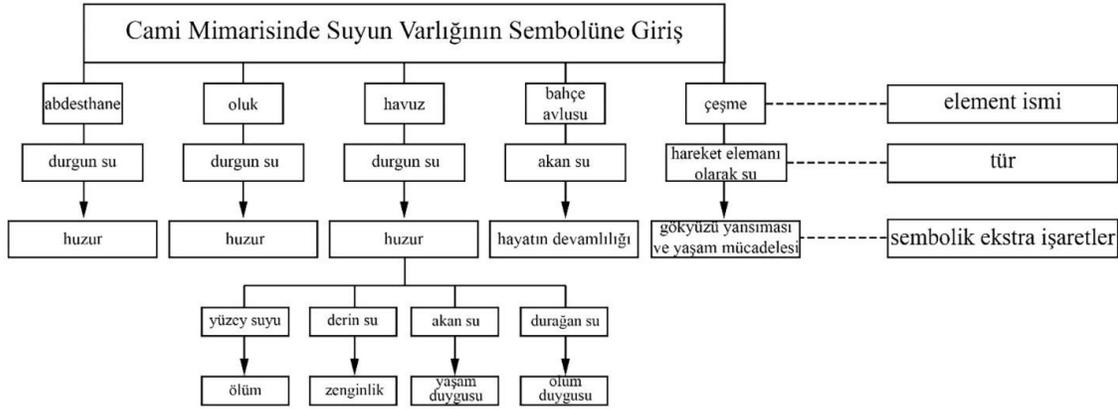 Cami Mimarisinde Suyun Varlığının Sembolüne Giriş
abdesthane
oluk
havuz
bahçe
avlusu
çeşme
element ismi
durgun su
durgun su
durgun su
akan su
hareket elemanı
olarak su
tür
huzur
huzur
huzur
hayatın devamlılığı
gökyüzü yansıması
ve yaşam mücadelesi
sembolik ekstra işaretler
yüzey suyu
derin su
akan su
durağan su
ölüm
zenginlik
yaşam
duygusu
ölüm
duygusu